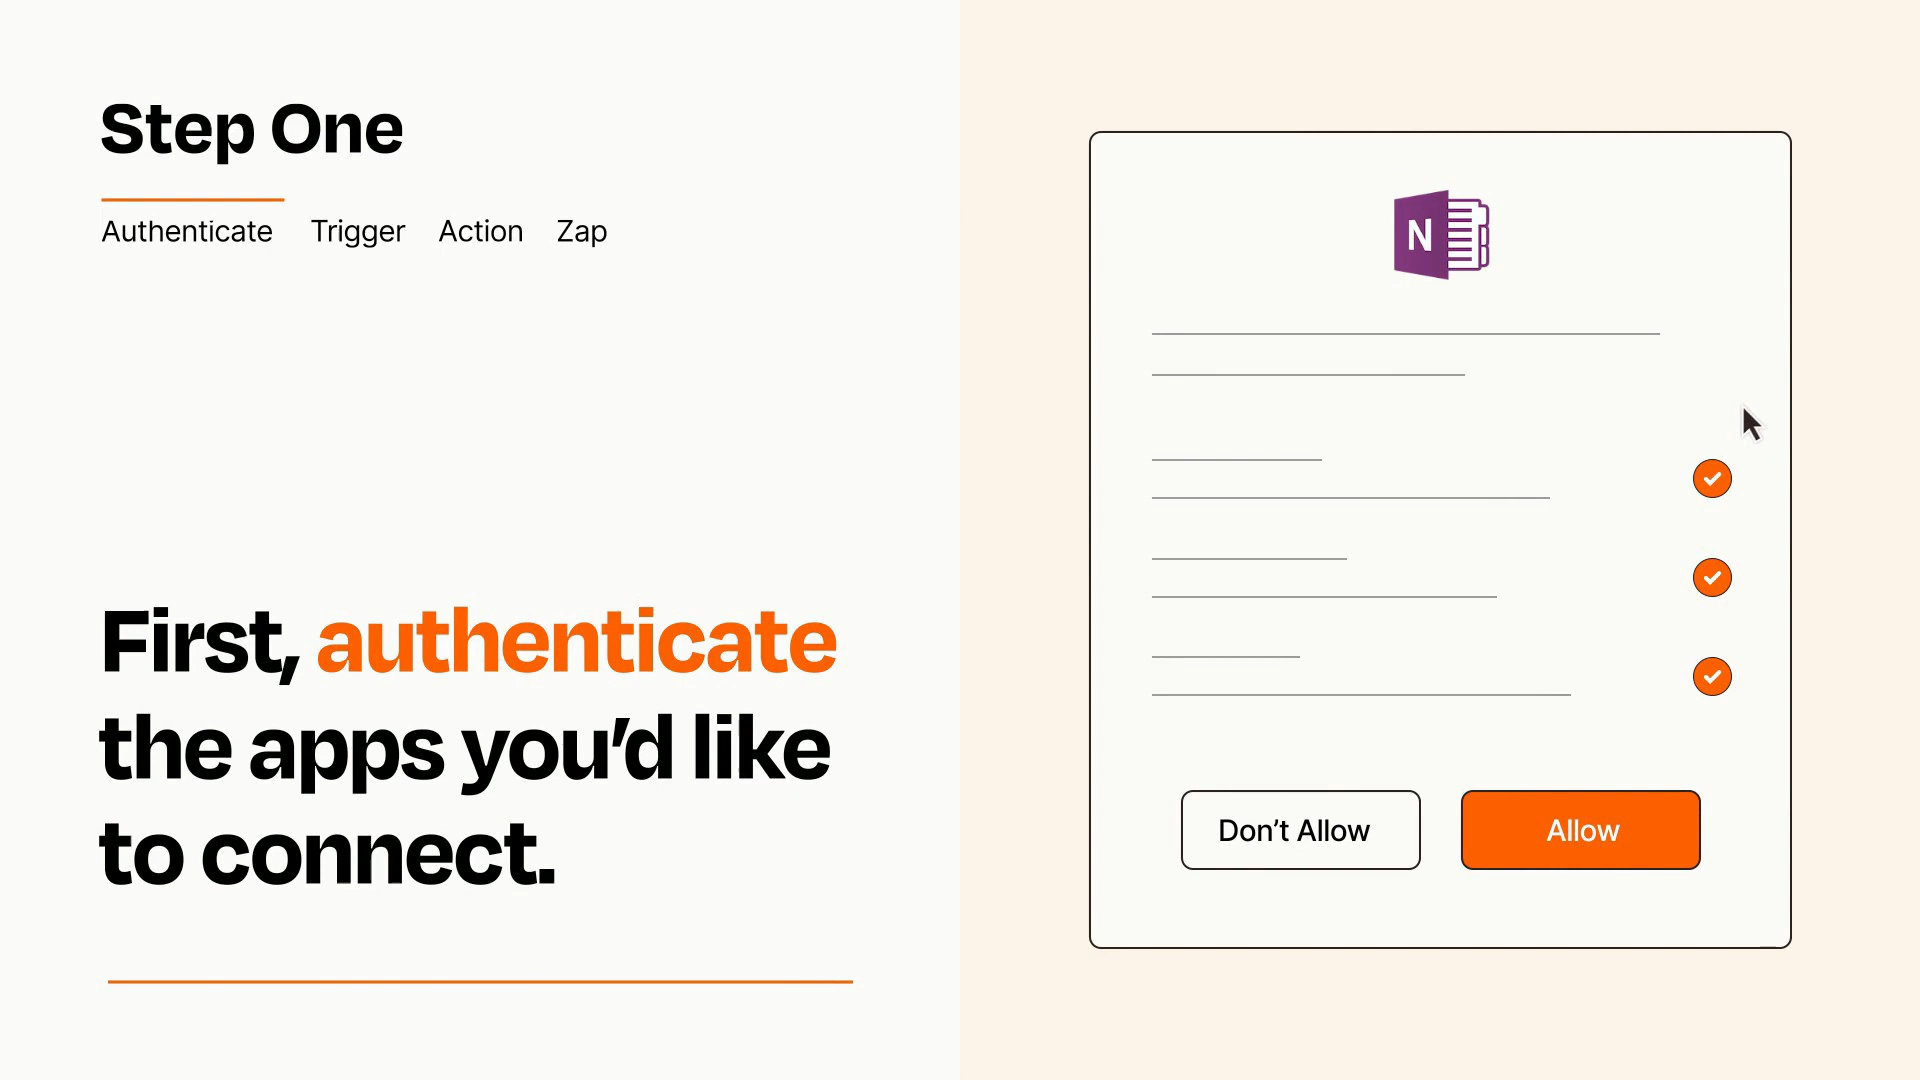 Step One
Authenticate Trigger Action Zap
First, authenticate
the apps you’d like
to connect.
N
Don’t Allow Allow